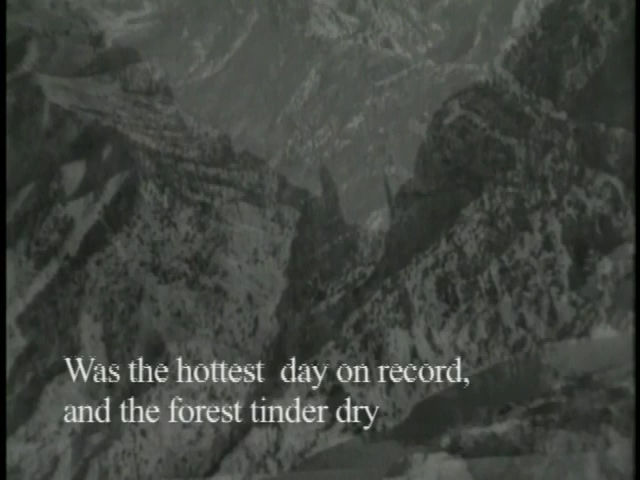 Was the hottest  day on record,
and the forest tinder dry